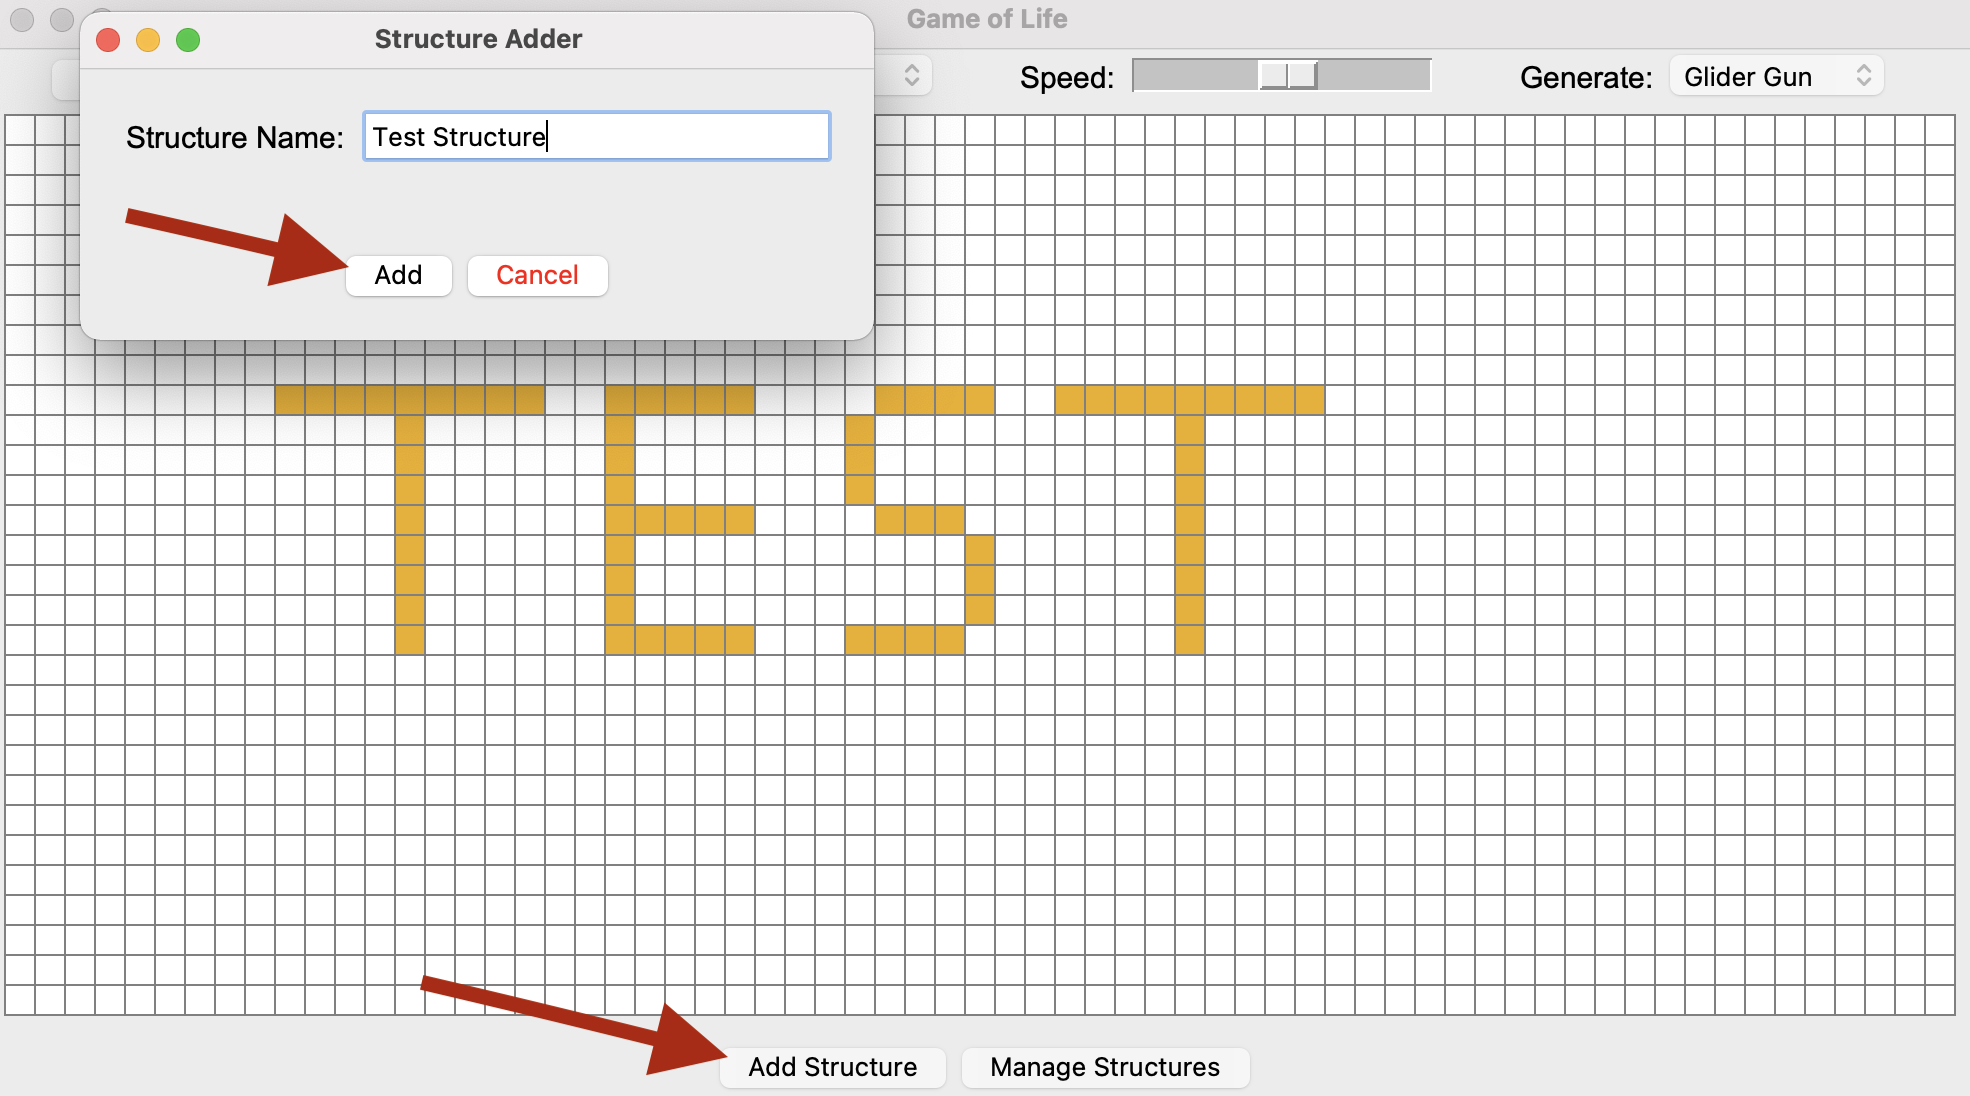 Game of Life
Structure Adder
Speed:
Generate: Glider Gun
Structure Name: Test Structure
Add Cancel
TEST
Add Structure Manage Structures